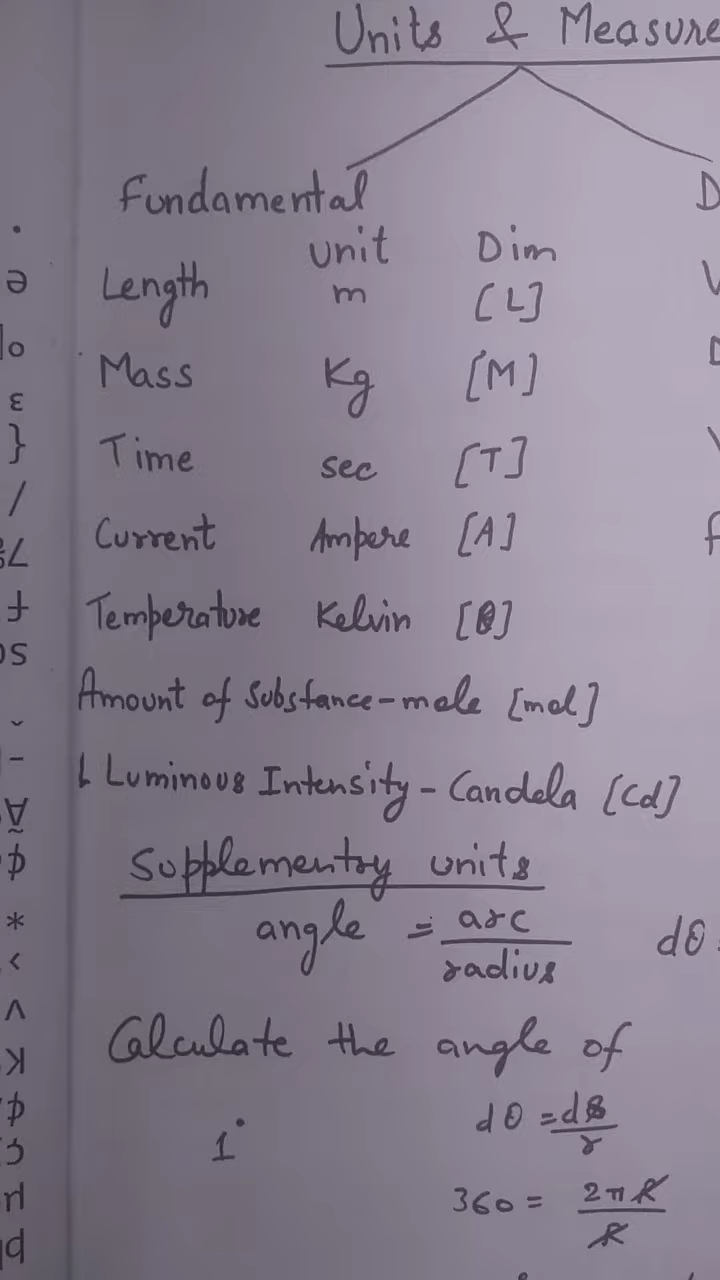 Units & Measure
Fundamental D
unit Dim
Length m [L] V
Mass Kg [M] D
Time sec [T]
Current Ampere [A] f
Temperature Kelvin [θ]
Amount of Substance-mole [mol]
Luminous Intensity - Candela [Cd]
Supplementry units
angle = arc
radius
dθ
Calculate the angle of
1° dθ = ds
r
360 = 2πR
R